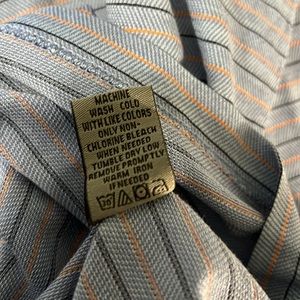 MACHINE
WASH COLD
WITH LIKE COLORS
ONLY NON-
CHLORINE BLEACH
WHEN NEEDED
TUMBLE DRY LOW
REMOVE PROMPTLY
WARM IRON
IF NEEDED